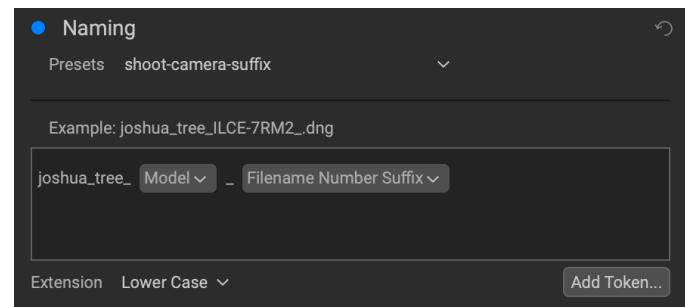 Naming
Presets shoot-camera-suffix
Example: joshua_tree_ILCE-7RM2_.dng
joshua_tree_ Model _ Filename Number Suffix
Extension Lower Case Add Token...